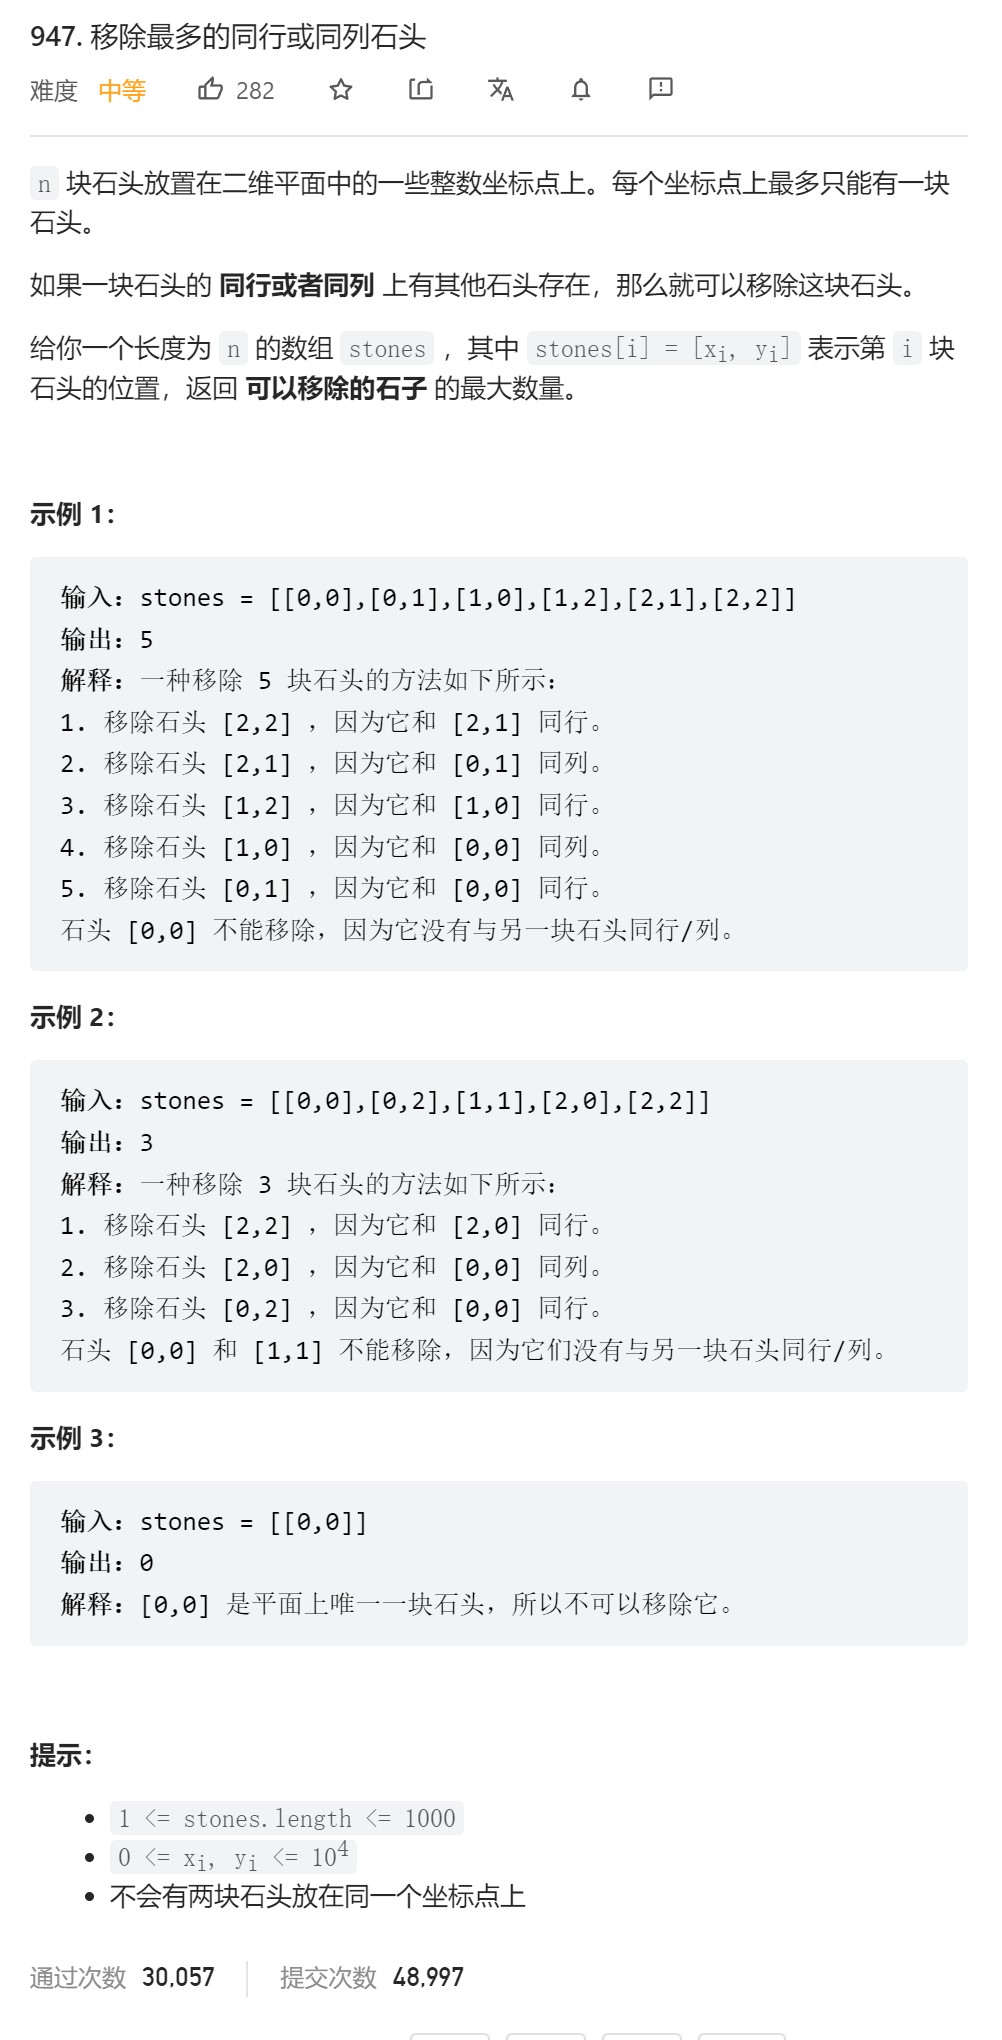 947. 移除最多的同行或同列石头
难度 中等 282
n 块石头放置在二维平面中的一些整数坐标点上。每个坐标点上最多只能有一块
石头。
如果一块石头的 同行或者同列 上有其他石头存在，那么就可以移除这块石头。
给你一个长度为 n 的数组 stones ，其中 stones[i] = [xi, yi] 表示第 i 块
石头的位置，返回 可以移除的石子 的最大数量。
示例 1：
输入：stones = [[0,0],[0,1],[1,0],[1,2],[2,1],[2,2]]
输出：5
解释：一种移除 5 块石头的方法如下所示：
1. 移除石头 [2,2] ，因为它和 [2,1] 同行。
2. 移除石头 [2,1] ，因为它和 [0,1] 同列。
3. 移除石头 [1,2] ，因为它和 [1,0] 同行。
4. 移除石头 [1,0] ，因为它和 [0,0] 同列。
5. 移除石头 [0,1] ，因为它和 [0,0] 同行。
石头 [0,0] 不能移除，因为它没有与另一块石头同行/列。
示例 2：
输入：stones = [[0,0],[0,2],[1,1],[2,0],[2,2]]
输出：3
解释：一种移除 3 块石头的方法如下所示：
1. 移除石头 [2,2] ，因为它和 [2,0] 同行。
2. 移除石头 [2,0] ，因为它和 [0,0] 同列。
3. 移除石头 [0,2] ，因为它和 [0,0] 同行。
石头 [0,0] 和 [1,1] 不能移除，因为它们没有与另一块石头同行/列。
示例 3：
输入：stones = [[0,0]]
输出：0
解释：[0,0] 是平面上唯一一块石头，所以不可以移除它。
提示：
• 1 <= stones.length <= 1000
• 0 <= xi, yi <= 10^4
• 不会有两块石头放在同一个坐标点上
通过次数 30,057 提交次数 48,997